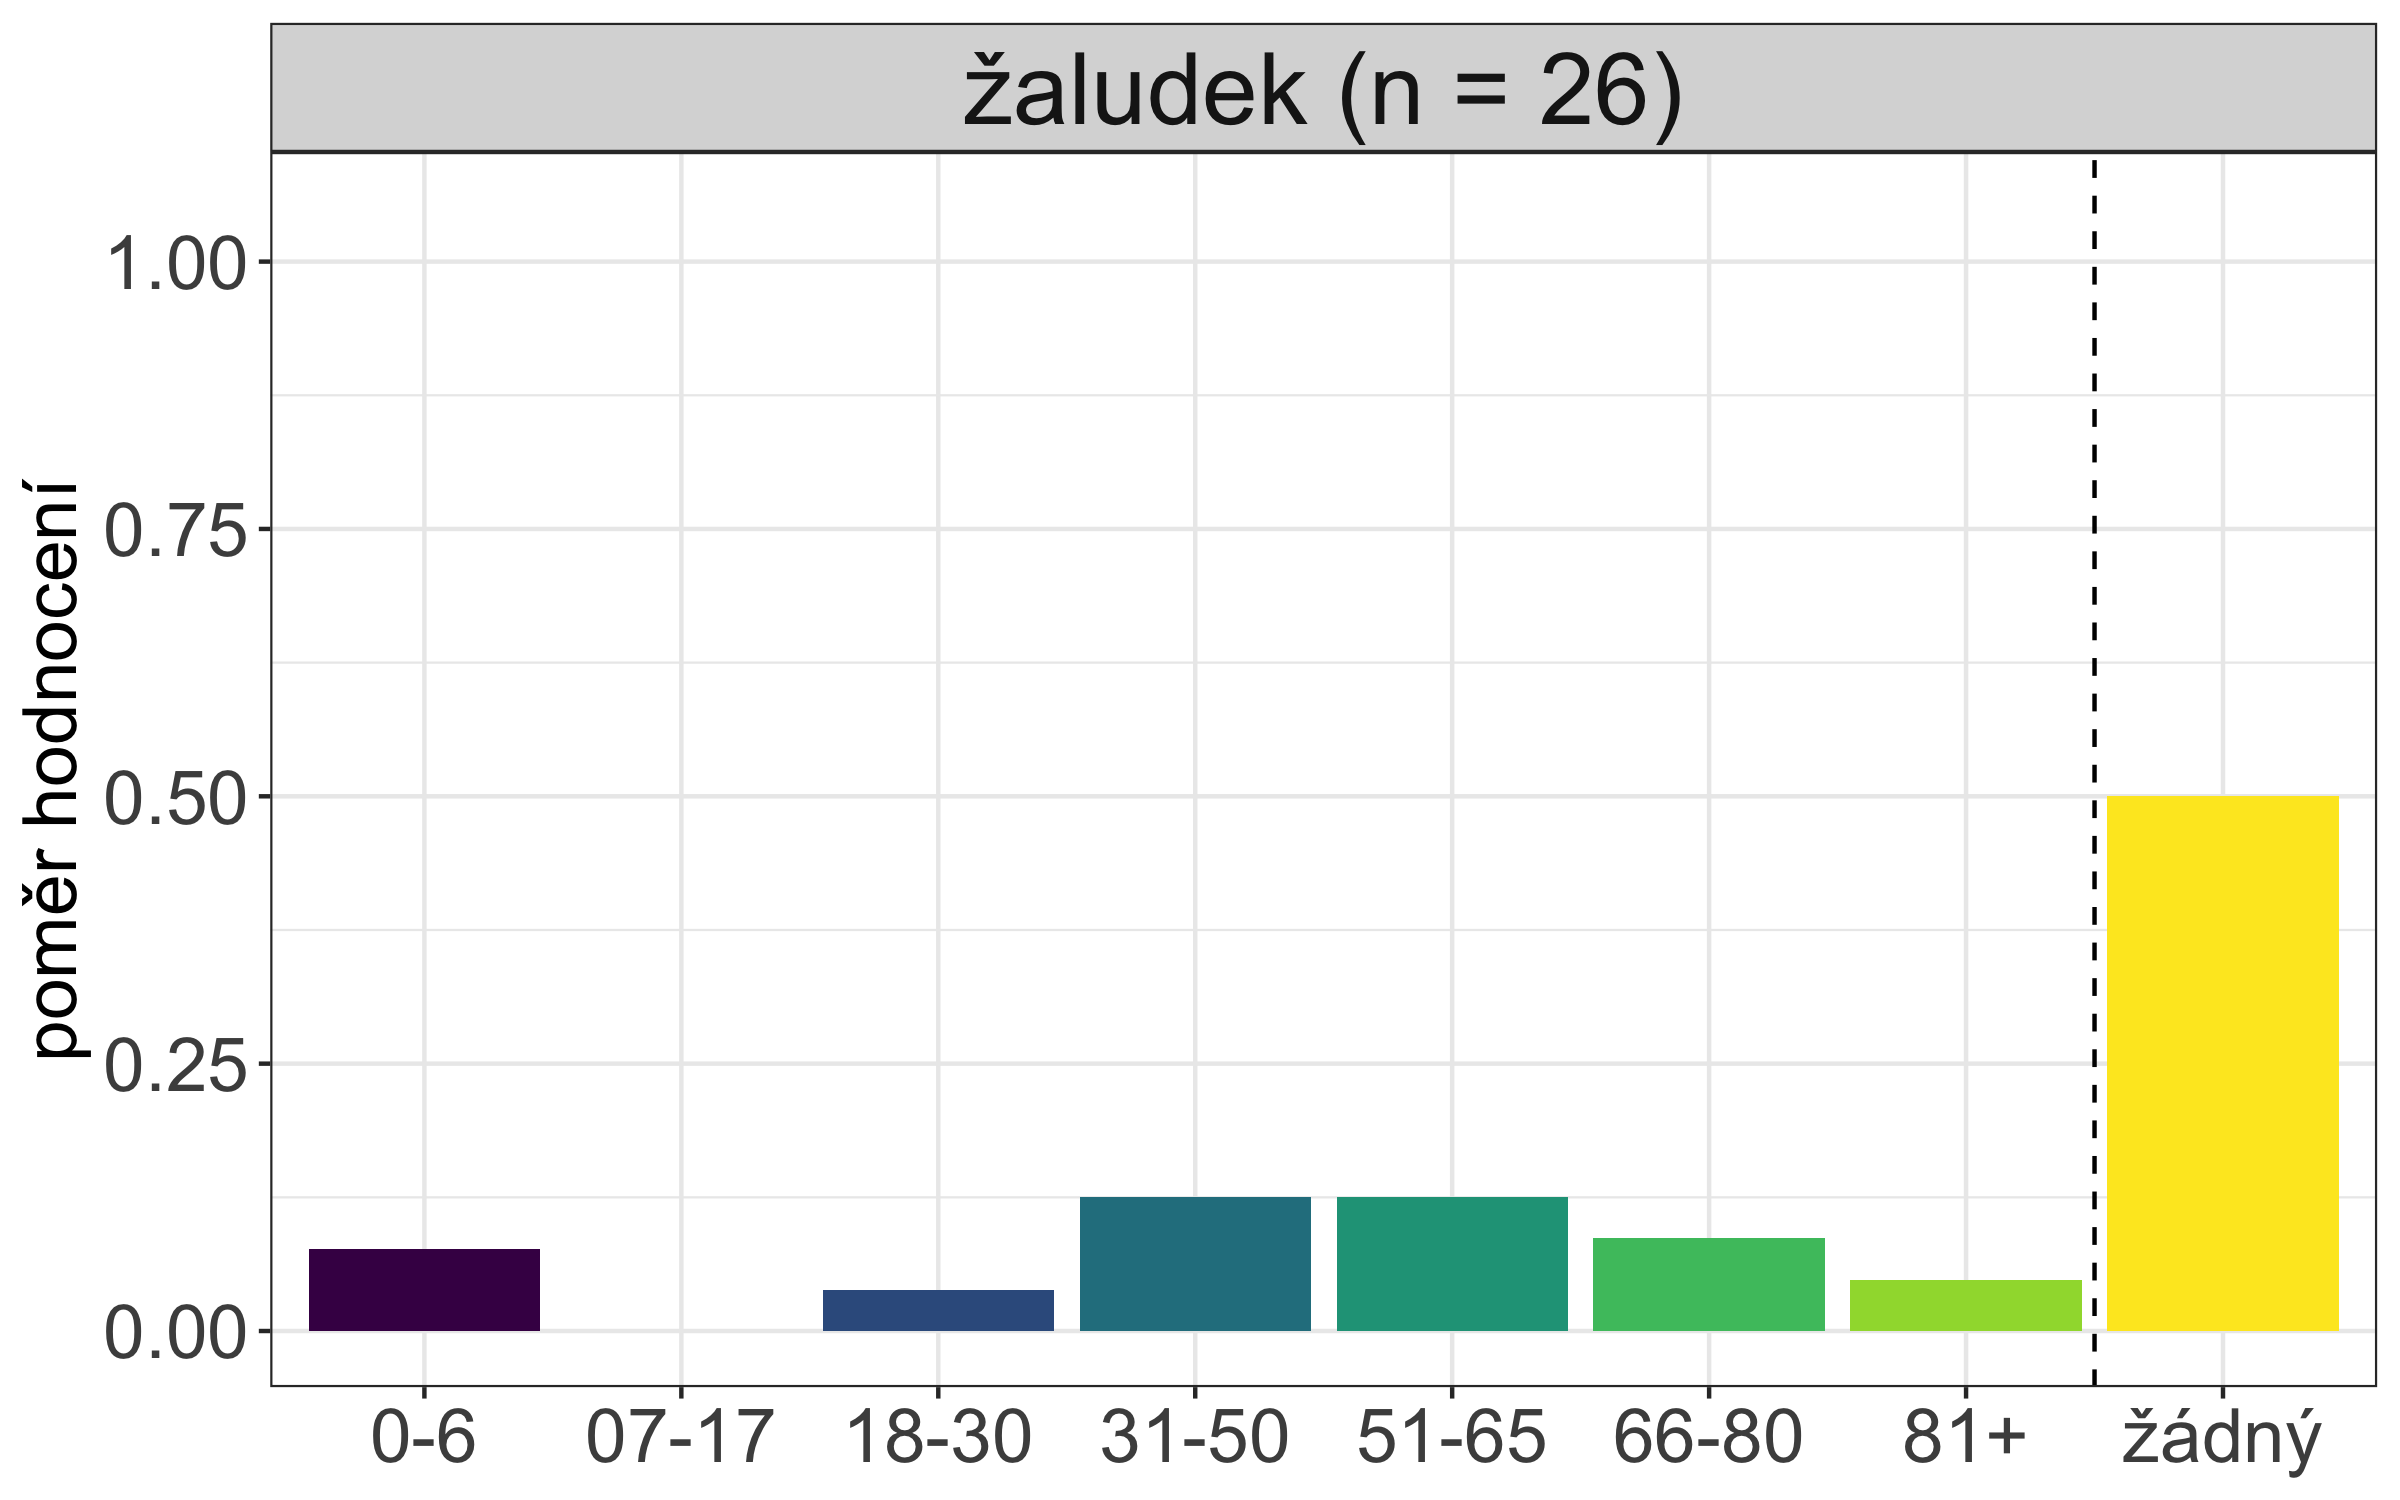 žaludek (n = 26)
poměr hodnocení
1.00
0.75
0.50
0.25
0.00
0-6 07-17 18-30 31-50 51-65 66-80 81+ žádný